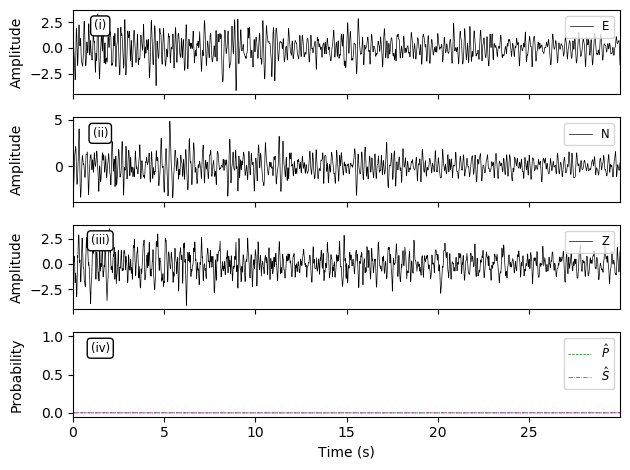 2.5
0.0
−2.5
Amplitude
(i)
E
5
0
Amplitude
(ii)
N
2.5
0.0
−2.5
Amplitude
(iii)
Z
1.0
0.5
0.0
Probability
(iv)
P̂
Ŝ
0 5 10 15 20 25
Time (s)